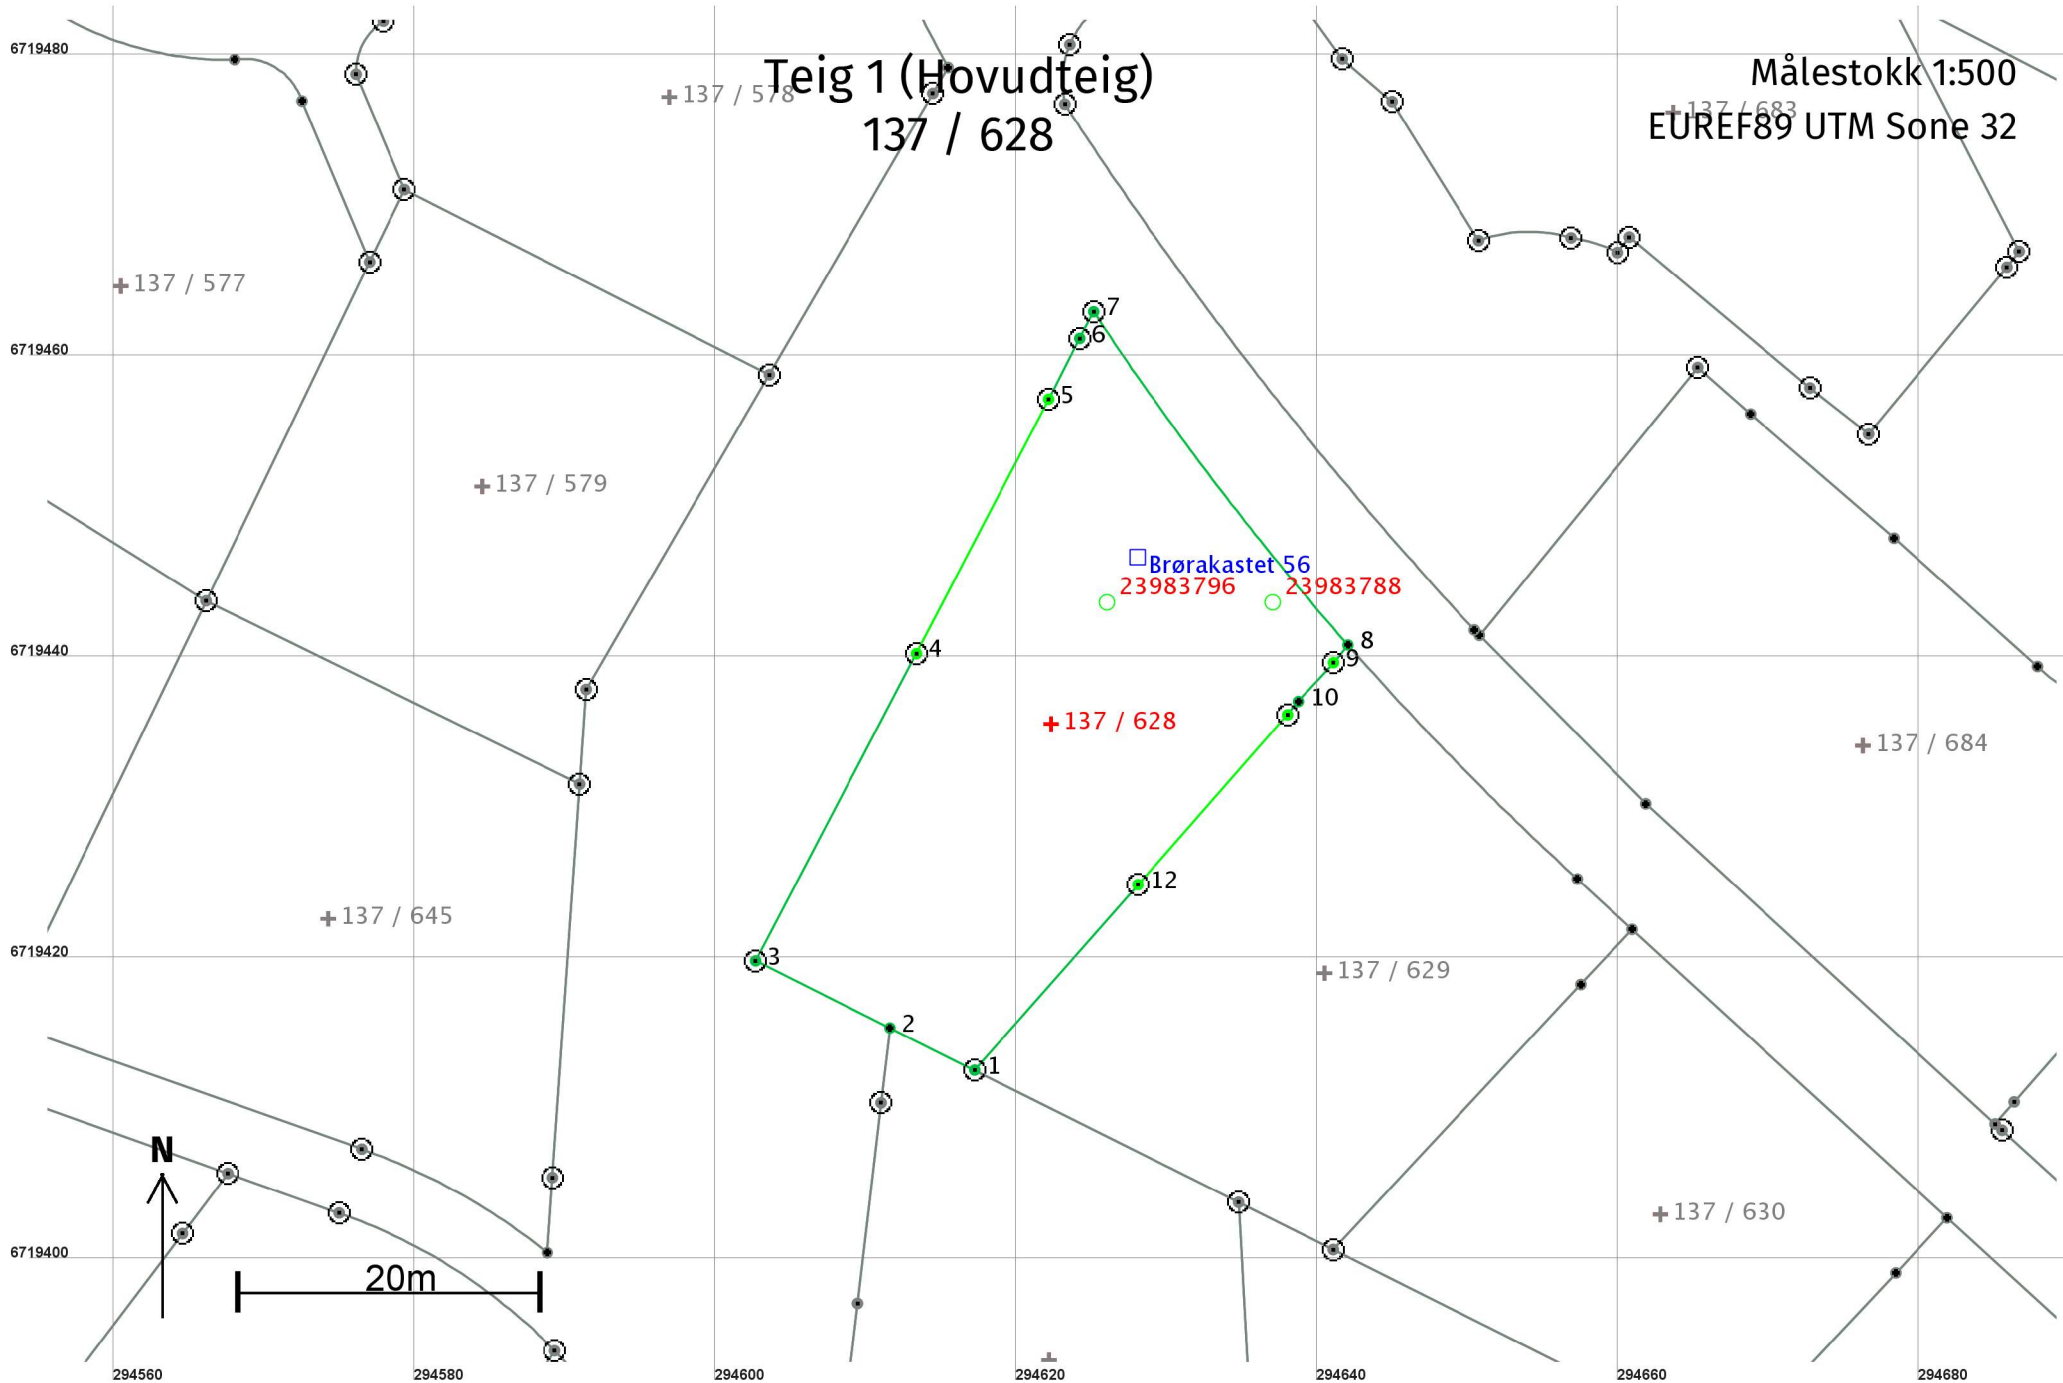 Teig 1 (Hovudteig)
137 / 628
Målestokk 1:500
EUREF89 UTM Sone 32
6719480
137 / 578
137 / 683
137 / 577
7
6
6719460
5
137 / 579
Brørakastet 56
23983796
23983788
6719440
4
8
9
10
137 / 628
137 / 684
12
137 / 645
6719420
3
137 / 629
2
1
N
137 / 630
6719400
20m
294560
294580
294600
294620
294640
294660
294680